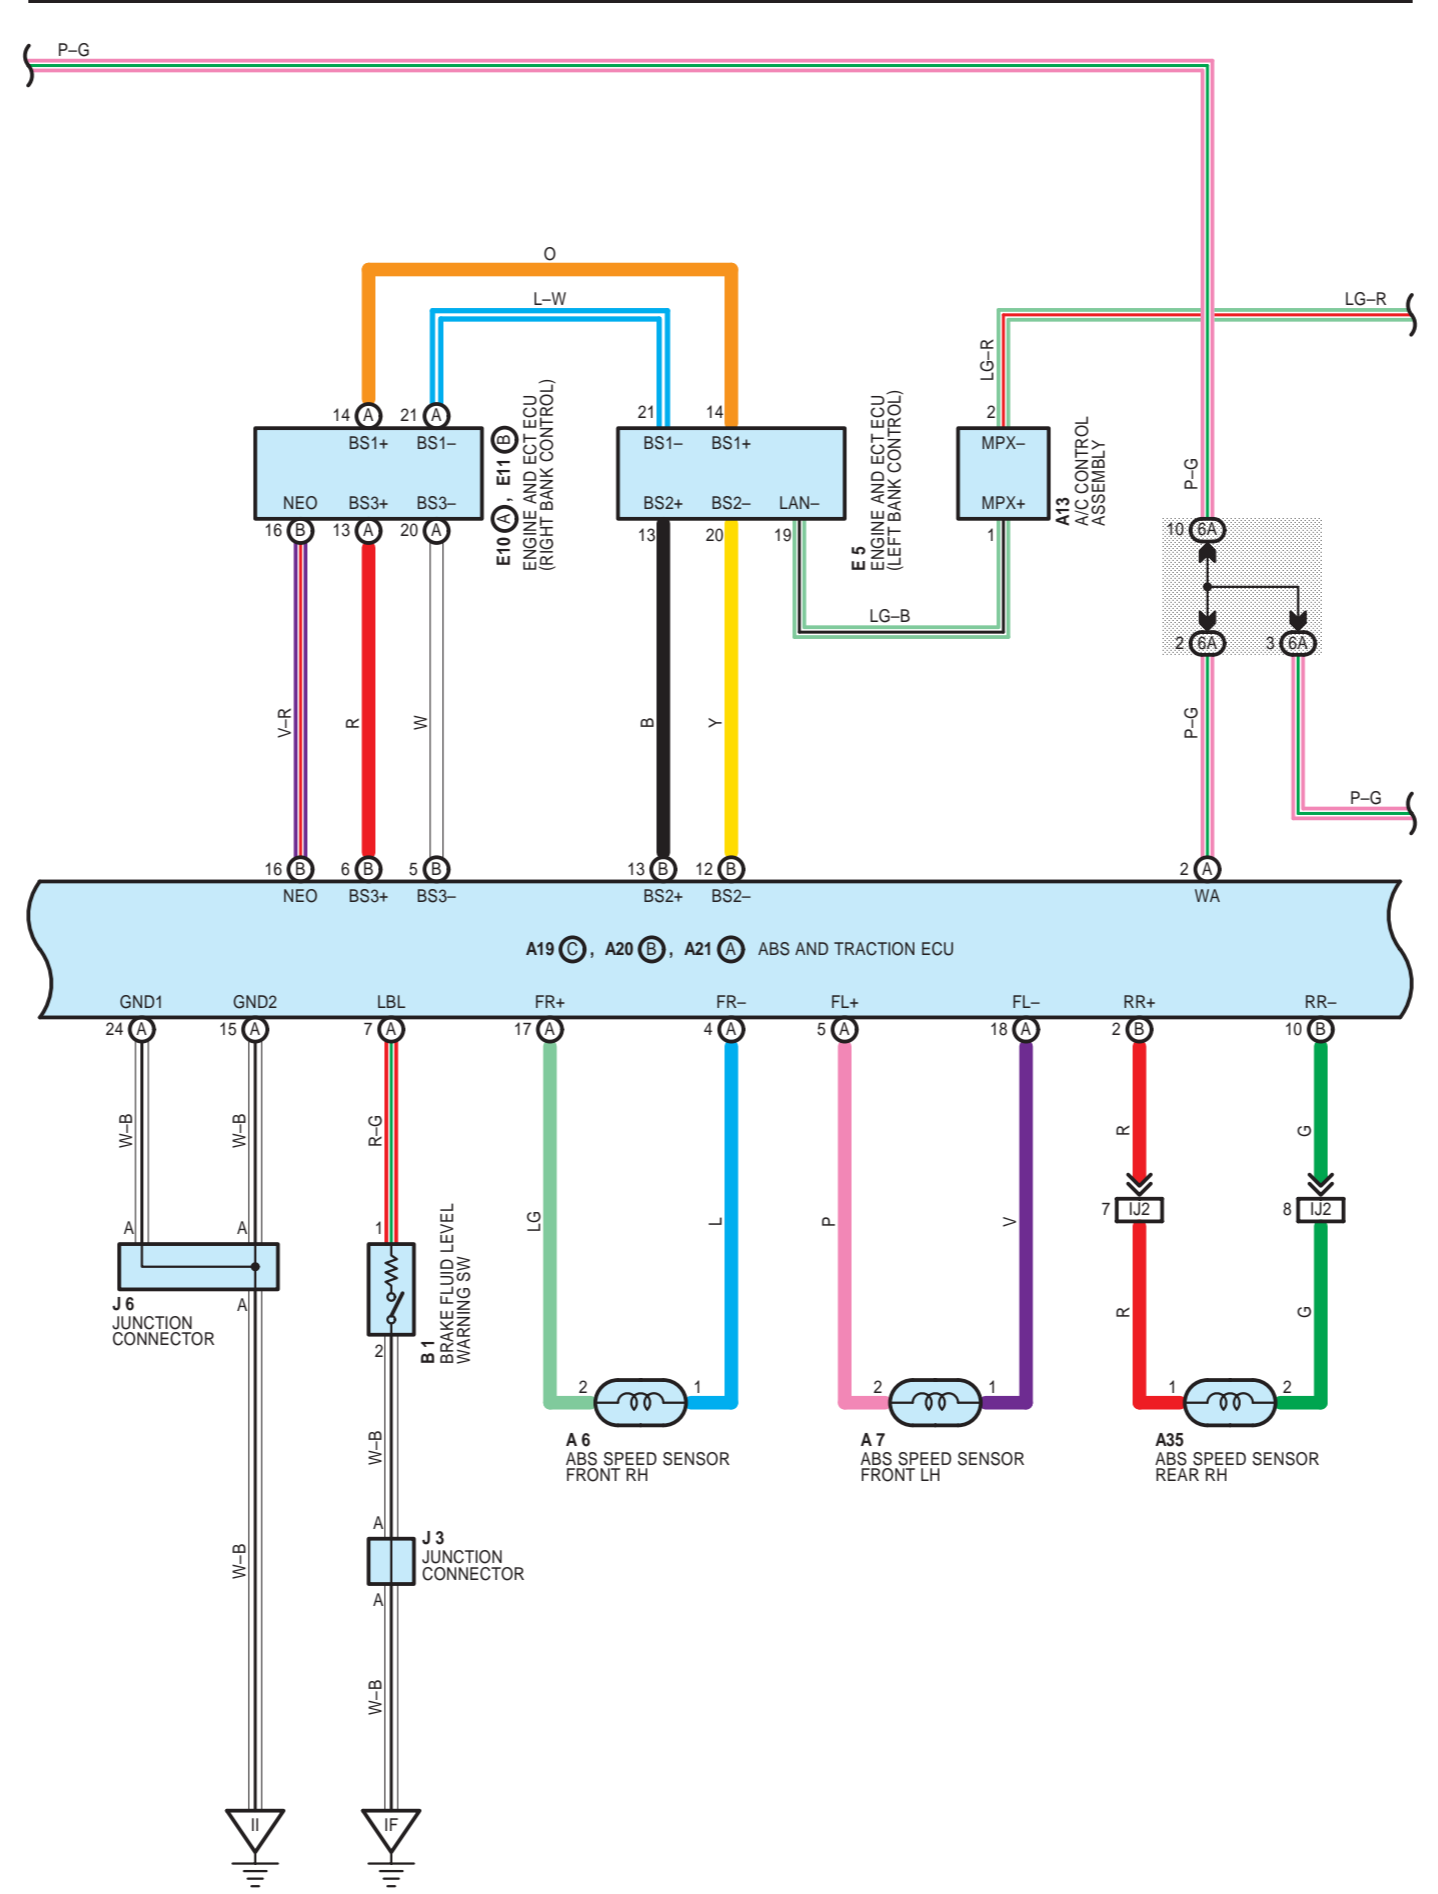 P–G
O
L–W
LG–R
LG–R
14 A 21 A
21 14
2
BS1+ BS1–
BS1– BS1+
MPX–
NEO BS3+ BS3–
BS2+ BS2– LAN–
MPX+
16 B 13 A 20 A
13 20 19
1
E10 A , E11 B
ENGINE AND ECT ECU
(RIGHT BANK CONTROL)
E 5
ENGINE AND ECT ECU
(LEFT BANK CONTROL)
A13
A/C CONTROL
ASSEMBLY
P–G
10 6A
LG–B
2 6A 3 6A
V–R R W B Y P–G
P–G
16 B 6 B 5 B 13 B 12 B 2 A
NEO BS3+ BS3– BS2+ BS2– WA
A19 C , A20 B , A21 A ABS AND TRACTION ECU
GND1 GND2 LBL FR+ FR– FL+ FL– RR+ RR–
24 A 15 A 7 A 17 A 4 A 5 A 18 A 2 B 10 B
W–B W–B R–G R G
LG L P V
7 IJ2 8 IJ2
A A 1
J 6
JUNCTION
CONNECTOR
A
2
B 1
BRAKE FLUID LEVEL
WARNING SW
R G
2 1 2 1 1 2
A 6
ABS SPEED SENSOR
FRONT RH
A 7
ABS SPEED SENSOR
FRONT LH
A35
ABS SPEED SENSOR
REAR RH
W–B
A
J 3
JUNCTION
CONNECTOR
W–B
A
W–B
II IF